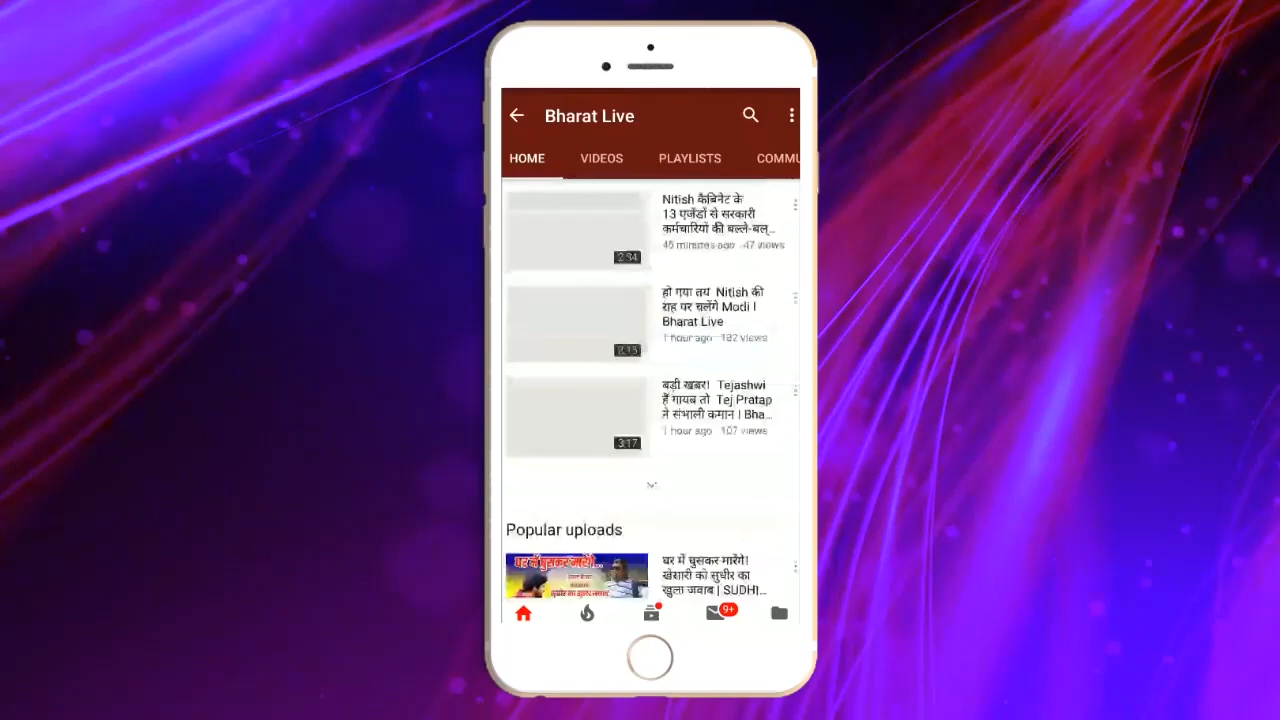 Bharat Live
HOME VIDEOS PLAYLISTS COMMU
Nitish कैबिनेट के
13 एजेंडों से सरकारी
कर्मचारियों की बल्ले-बल्...
45 minutes ago 47 views
2:34
हो गया तय Nitish की
राह पर चलेंगे Modi I
Bharat Live
1 hour ago 182 views
2:15
बड़ी खबर! Tejashwi
हैं गायब तो Tej Pratap
ने संभाली कमान I Bha...
1 hour ago 107 views
3:17
Popular uploads
घर में घुसकर मारेंगे...
घर में घुसकर मारेंगे!
खेसारी को सुधीर का
खुला जवाब | SUDHI...
9+